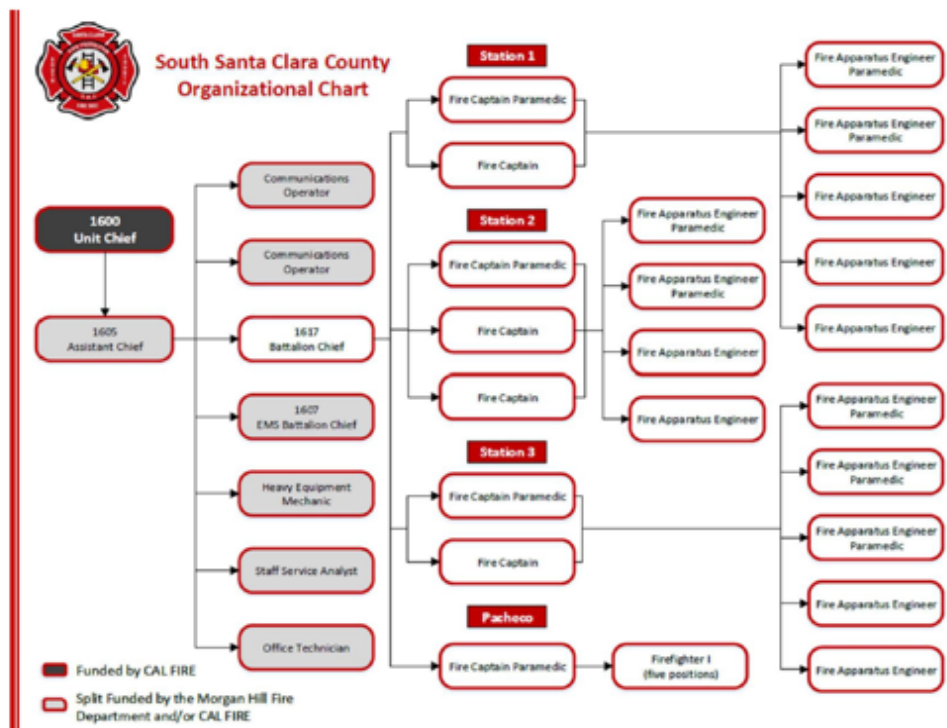 SANTA CLARA
South Santa Clara County
Organizational Chart
1600
Unit Chief
1605
Assistant Chief
Communications
Operator
Communications
Operator
1617
Battalion Chief
1607
EMS Battalion Chief
Heavy Equipment
Mechanic
Staff Service Analyst
Office Technician
Station 1
Fire Captain Paramedic
Fire Captain
Station 2
Fire Captain Paramedic
Fire Captain
Fire Captain
Station 3
Fire Captain Paramedic
Fire Captain
Pacheco
Fire Captain Paramedic
Firefighter I
(five positions)
Fire Apparatus Engineer
Paramedic
Fire Apparatus Engineer
Paramedic
Fire Apparatus Engineer
Fire Apparatus Engineer
Fire Apparatus Engineer
Paramedic
Fire Apparatus Engineer
Paramedic
Fire Apparatus Engineer
Fire Apparatus Engineer
Fire Apparatus Engineer
Fire Apparatus Engineer
Paramedic
Fire Apparatus Engineer
Paramedic
Fire Apparatus Engineer
Paramedic
Fire Apparatus Engineer
Fire Apparatus Engineer
Funded by CAL FIRE
Split Funded by the Morgan Hill Fire
Department and/or CAL FIRE